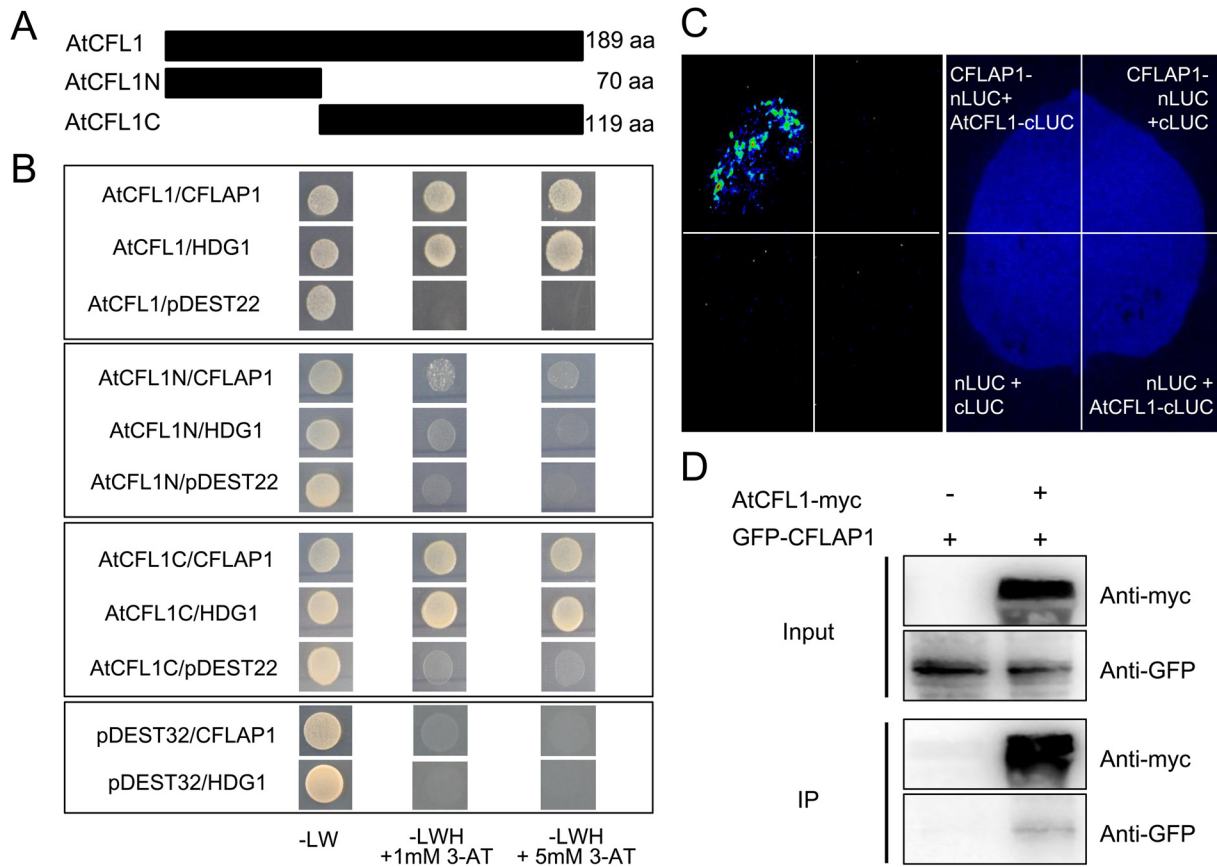 A
AtCFL1 189 aa
AtCFL1N 70 aa
AtCFL1C 119 aa
B
AtCFL1/CFLAP1
AtCFL1/HDG1
AtCFL1/pDEST22
AtCFL1N/CFLAP1
AtCFL1N/HDG1
AtCFL1N/pDEST22
AtCFL1C/CFLAP1
AtCFL1C/HDG1
AtCFL1C/pDEST22
pDEST32/CFLAP1
pDEST32/HDG1
-LW
-LWH
+1mM 3-AT
-LWH
+ 5mM 3-AT
C
CFLAP1-
nLUC+
AtCFL1-cLUC
CFLAP1-
nLUC
+cLUC
nLUC +
cLUC
nLUC +
AtCFL1-cLUC
D
AtCFL1-myc - +
GFP-CFLAP1 + +
Input
Anti-myc
Anti-GFP
IP
Anti-myc
Anti-GFP